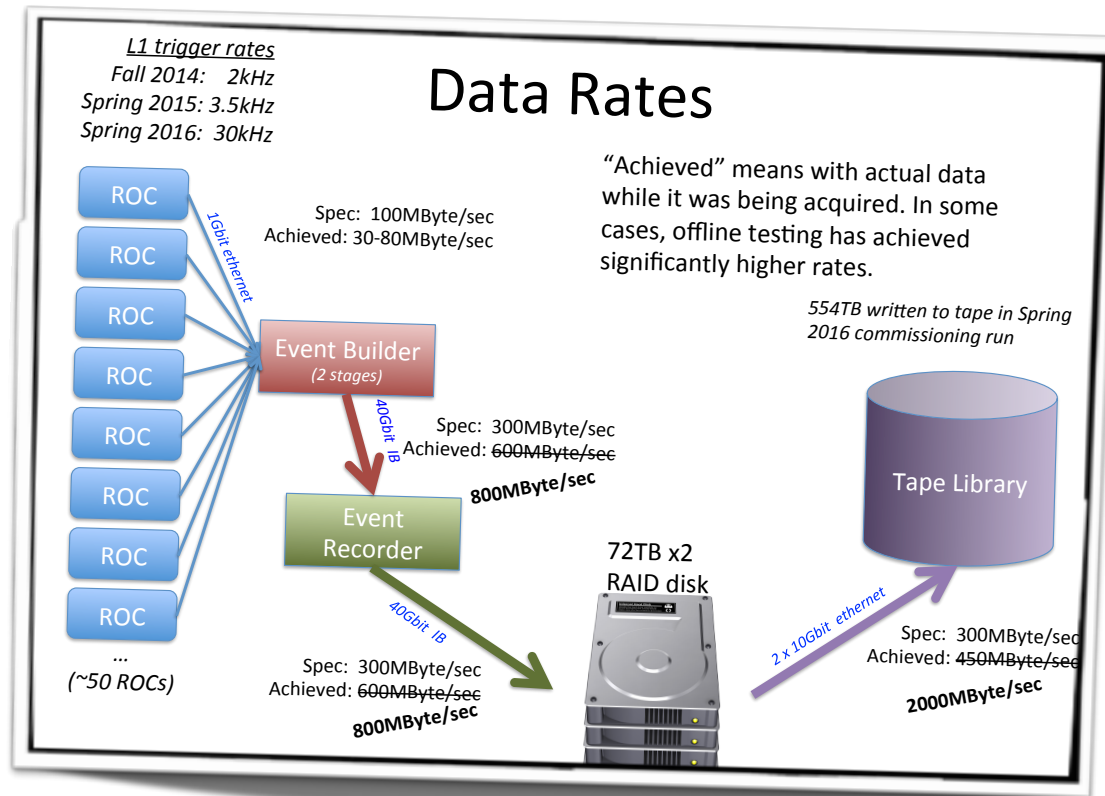 L1 trigger rates
Fall 2014: 2kHz
Spring 2015: 3.5kHz
Spring 2016: 30kHz
Data Rates
"Achieved" means with actual data
while it was being acquired. In some
cases, offline testing has achieved
significantly higher rates.
ROC
ROC
ROC
ROC
ROC
ROC
ROC
ROC
...
(~50 ROCs)
1Gbit ethernet
Spec: 100MByte/sec
Achieved: 30-80MByte/sec
Event Builder
(2 stages)
40Gbit IB
Spec: 300MByte/sec
Achieved: 600MByte/sec
800MByte/sec
Event
Recorder
40Gbit IB
Spec: 300MByte/sec
Achieved: 600MByte/sec
800MByte/sec
72TB x2
RAID disk
2 x 10Gbit ethernet
554TB written to tape in Spring
2016 commissioning run
Tape Library
Spec: 300MByte/sec
Achieved: 450MByte/sec
2000MByte/sec